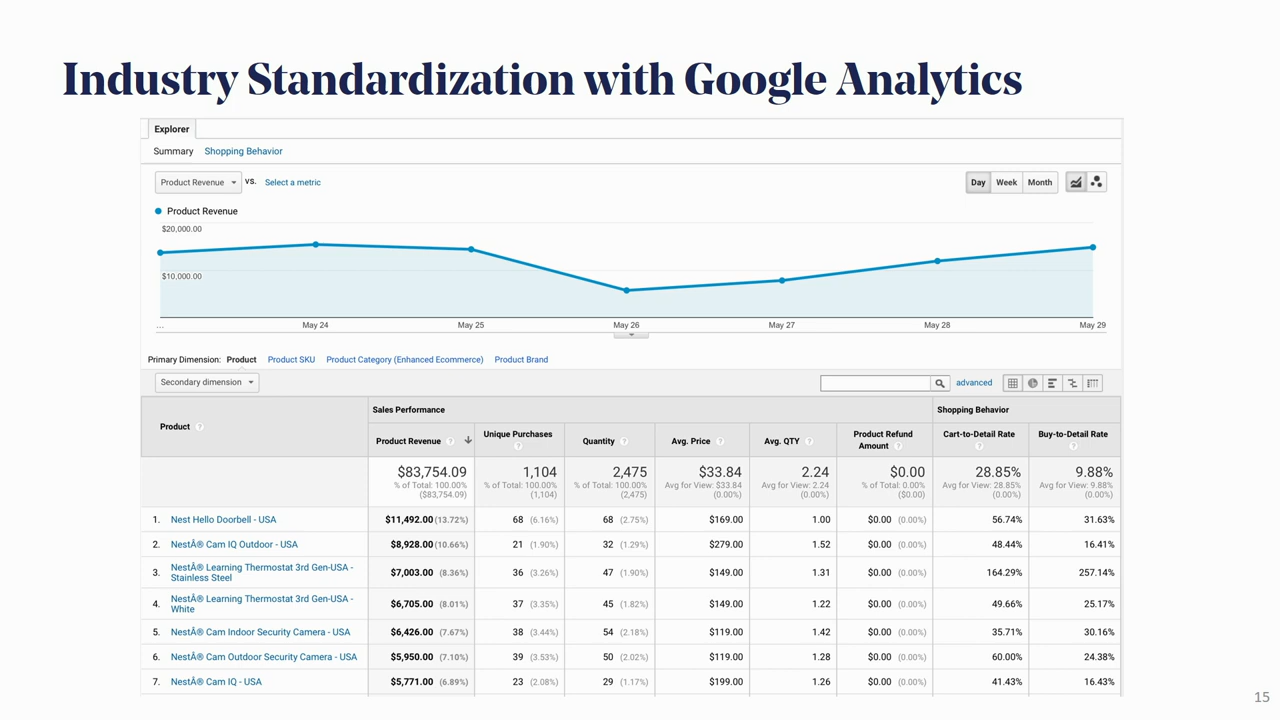 Industry Standardization with Google Analytics
Explorer
Summary Shopping Behavior
Product Revenue VS. Select a metric
Day Week Month
Product Revenue
$20,000.00
$10,000.00
... May 24 May 25 May 26 May 27 May 28 May 29
Primary Dimension: Product Product SKU Product Category (Enhanced Ecommerce) Product Brand
Secondary dimension
advanced
Product
Sales Performance
Shopping Behavior
Product Revenue
Unique Purchases
Quantity
Avg. Price
Avg. QTY
Product Refund
Amount
Cart-to-Detail Rate
Buy-to-Detail Rate
$83,754.09 1,104 2,475 $33.84 2.24 $0.00 28.85% 9.88%
% of Total: 100.00% % of Total: 100.00% % of Total: 100.00% Avg for View: $33.84 Avg for View: 2.24 % of Total: 0.00% Avg for View: 28.85% Avg for View: 9.88%
($83,754.09) (1,104) (2,475) (0.00%) (0.00%) ($0.00) (0.00%) (0.00%)
1. Nest Hello Doorbell - USA $11,492.00 (13.72%) 68 (6.16%) 68 (2.75%) $169.00 1.00 $0.00 (0.00%) 56.74% 31.63%
2. NestÂ® Cam IQ Outdoor - USA $8,928.00 (10.66%) 21 (1.90%) 32 (1.29%) $279.00 1.52 $0.00 (0.00%) 48.44% 16.41%
3. NestÂ® Learning Thermostat 3rd Gen-USA -
Stainless Steel $7,003.00 (8.36%) 36 (3.26%) 47 (1.90%) $149.00 1.31 $0.00 (0.00%) 164.29% 257.14%
4. NestÂ® Learning Thermostat 3rd Gen-USA -
White $6,705.00 (8.01%) 37 (3.35%) 45 (1.82%) $149.00 1.22 $0.00 (0.00%) 49.66% 25.17%
5. NestÂ® Cam Indoor Security Camera - USA $6,426.00 (7.67%) 38 (3.44%) 54 (2.18%) $119.00 1.42 $0.00 (0.00%) 35.71% 30.16%
6. NestÂ® Cam Outdoor Security Camera - USA $5,950.00 (7.10%) 39 (3.53%) 50 (2.02%) $119.00 1.28 $0.00 (0.00%) 60.00% 24.38%
7. NestÂ® Cam IQ - USA $5,771.00 (6.89%) 23 (2.08%) 29 (1.17%) $199.00 1.26 $0.00 (0.00%) 41.43% 16.43%
15